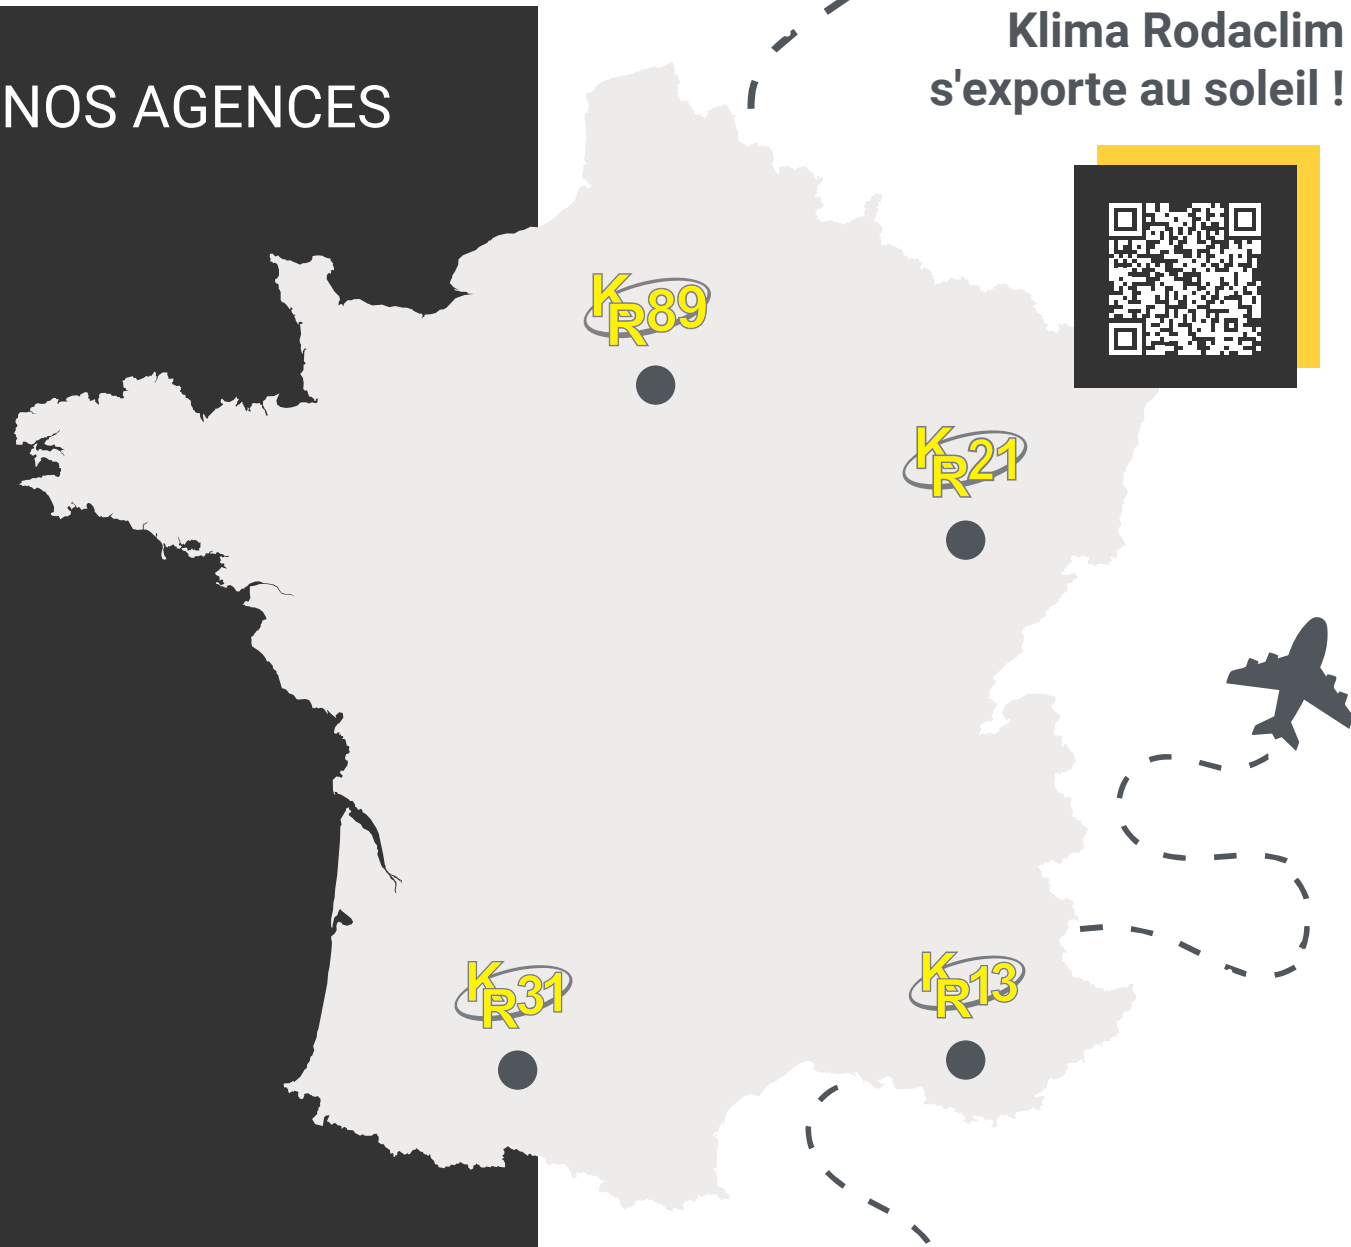 NOS AGENCES
Klima Rodaclim
s'exporte au soleil !
KR89
KR21
KR31
KR13